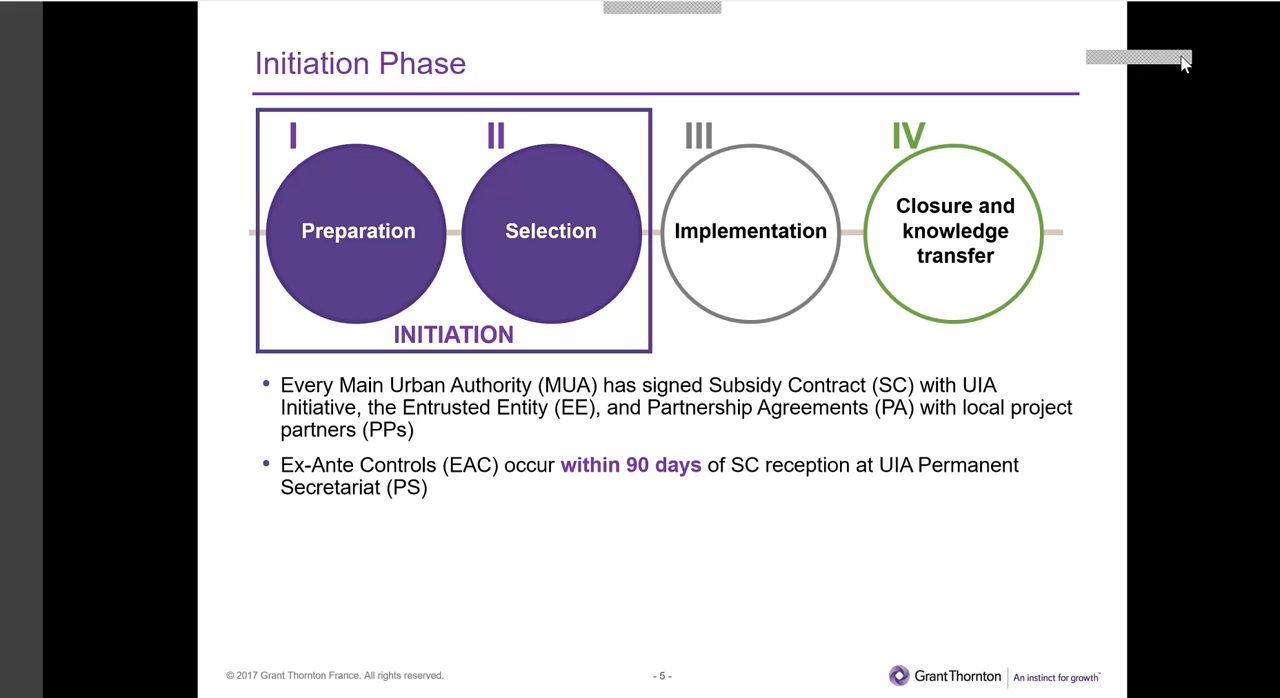 Initiation Phase
I
II
III
IV
Preparation
Selection
Implementation
Closure and
knowledge
transfer
INITIATION
• Every Main Urban Authority (MUA) has signed Subsidy Contract (SC) with UIA
Initiative, the Entrusted Entity (EE), and Partnership Agreements (PA) with local project
partners (PPs)
• Ex-Ante Controls (EAC) occur within 90 days of SC reception at UIA Permanent
Secretariat (PS)
© 2017 Grant Thornton France. All rights reserved.
- 5 -
GrantThornton
An instinct for growth™